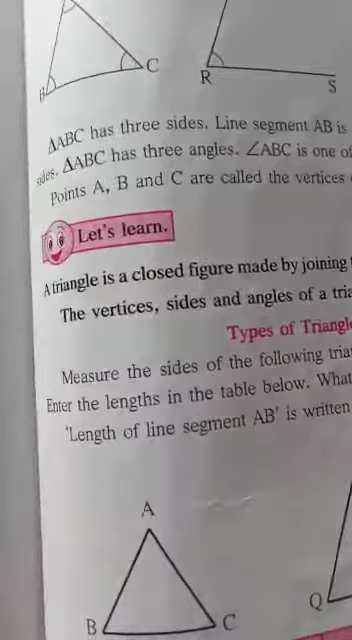 B
C
R
S
ΔABC has three sides. Line segment AB is
sides. ΔABC has three angles. ∠ABC is one of
Points A, B and C are called the vertices
Let's learn.
A triangle is a closed figure made by joining
The vertices, sides and angles of a
Types of
Measure the sides of the following
Enter the lengths in the table below. What
'Length of line segment AB' is written
A
B
C
Q